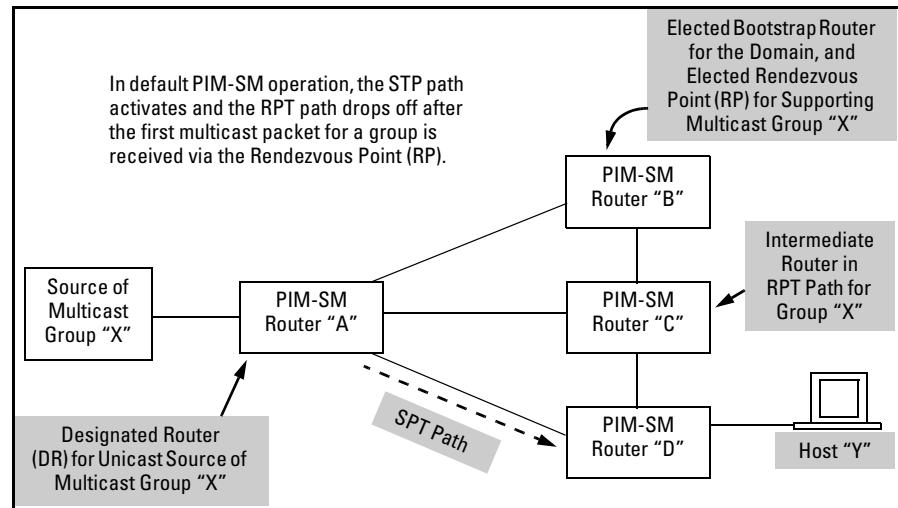 In default PIM-SM operation, the STP path
activates and the RPT path drops off after
the first multicast packet for a group is
received via the Rendezvous Point (RP).
Elected Bootstrap Router
for the Domain, and
Elected Rendezvous
Point (RP) for Supporting
Multicast Group “X”
PIM-SM
Router “B”
Source of
Multicast
Group “X”
PIM-SM
Router “A”
PIM-SM
Router “C”
Intermediate
Router in
RPT Path for
Group “X”
SPT Path
Designated Router
(DR) for Unicast Source of
Multicast Group “X”
PIM-SM
Router “D”
Host “Y”